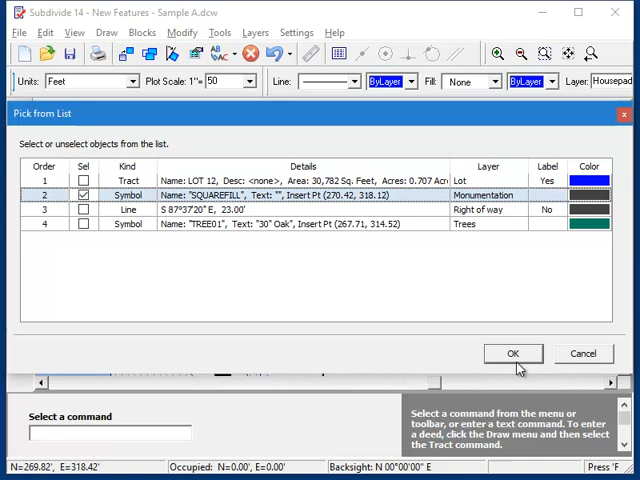 Subdivide 14 - New Features - Sample A.dcw
File Edit View Draw Blocks Modify Tools Layers Settings Help
Units: Feet Plot Scale: 1"= 50 Line: ByLayer Fill: None ByLayer Layer: Housepad
Pick from List
Select or unselect objects from the list.
Order Sel Kind Details Layer Label Color
1 Tract Name: LOT 12, Desc: <none>, Area: 30,782 Sq. Feet, Acres: 0.707 Acr Lot Yes
2 Symbol Name: "SQUAREFILL", Text: "", Insert Pt (270.42, 318.12) Monumentation
3 Line S 87°37'20" E, 23.00' Right of way No
4 Symbol Name: "TREE01", Text: "30" Oak", Insert Pt (267.71, 314.52) Trees
OK Cancel
Select a command
Select a command from the menu or
toolbar, or enter a text command. To enter
a deed, click the Draw menu and then select
the Tract command.
N=269.82', E=318.42' Occupied: N=0.00', E=0.00' Backsight: N 00°00'00" E Press 'F